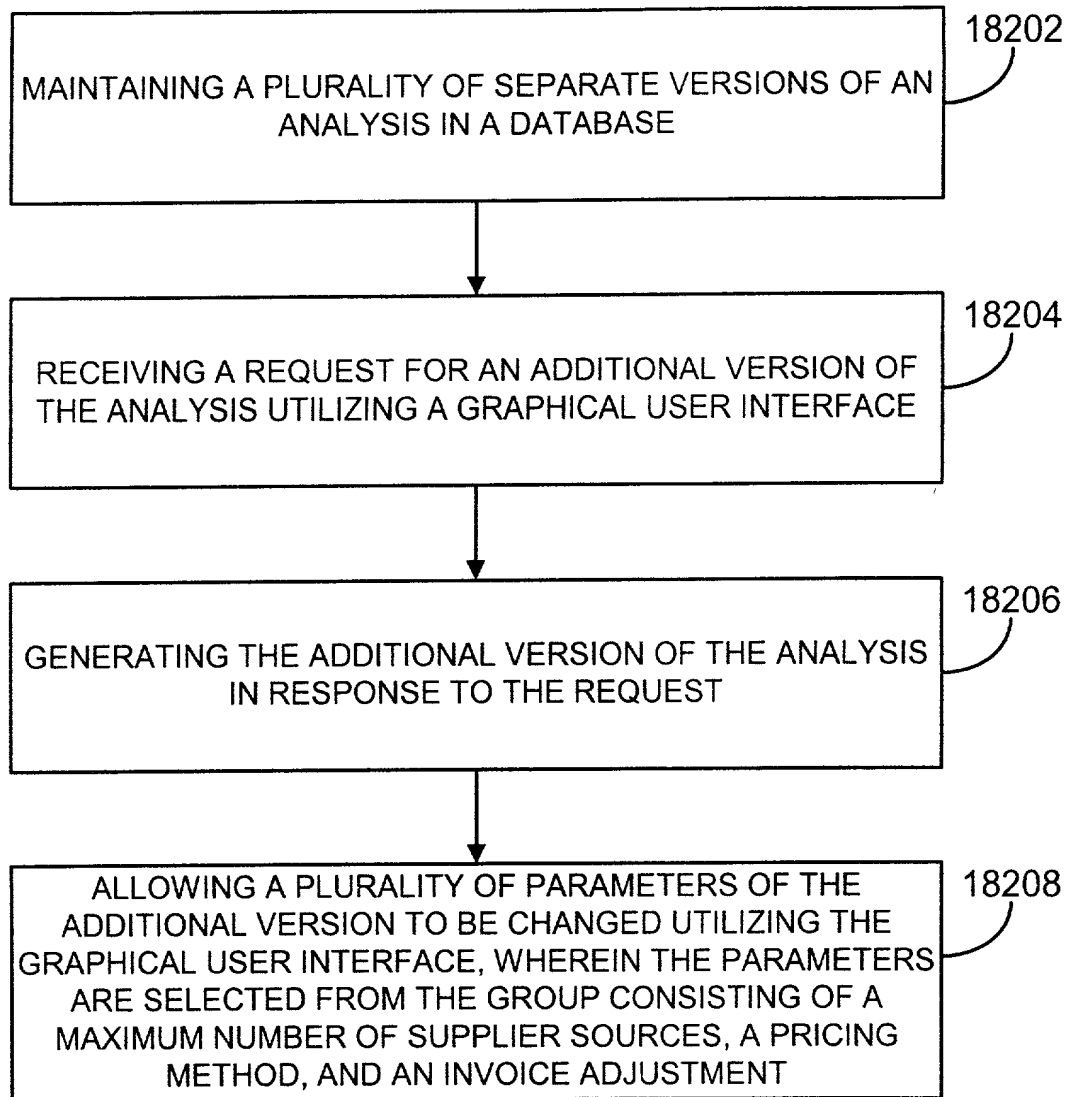 18202
MAINTAINING A PLURALITY OF SEPARATE VERSIONS OF AN
ANALYSIS IN A DATABASE
18204
RECEIVING A REQUEST FOR AN ADDITIONAL VERSION OF
THE ANALYSIS UTILIZING A GRAPHICAL USER INTERFACE
18206
GENERATING THE ADDITIONAL VERSION OF THE ANALYSIS
IN RESPONSE TO THE REQUEST
18208
ALLOWING A PLURALITY OF PARAMETERS OF THE
ADDITIONAL VERSION TO BE CHANGED UTILIZING THE
GRAPHICAL USER INTERFACE, WHEREIN THE PARAMETERS
ARE SELECTED FROM THE GROUP CONSISTING OF A
MAXIMUM NUMBER OF SUPPLIER SOURCES, A PRICING
METHOD, AND AN INVOICE ADJUSTMENT